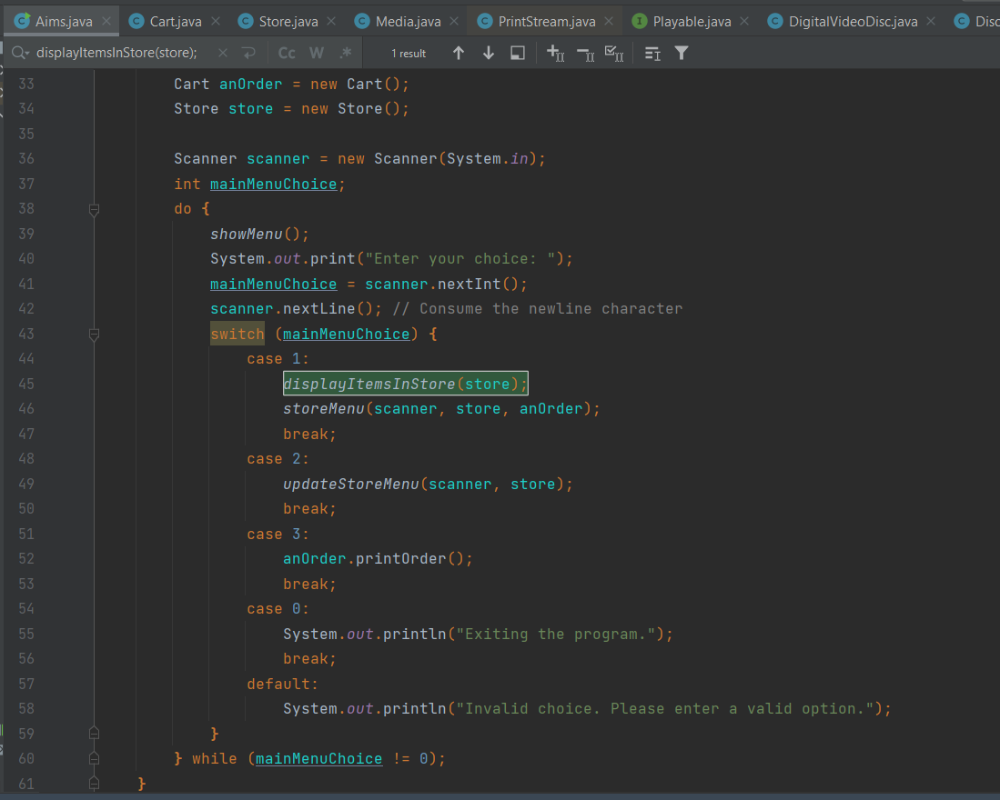 Aims.java Cart.java Store.java Media.java PrintStream.java Playable.java DigitalVideoDisc.java Disc
displayItemsInStore(store); Cc W .* 1 result
33 Cart anOrder = new Cart();
34 Store store = new Store();
35
36 Scanner scanner = new Scanner(System.in);
37 int mainMenuChoice;
38 do {
39 showMenu();
40 System.out.print("Enter your choice: ");
41 mainMenuChoice = scanner.nextInt();
42 scanner.nextLine(); // Consume the newline character
43 switch (mainMenuChoice) {
44 case 1:
45 displayItemsInStore(store);
46 storeMenu(scanner, store, anOrder);
47 break;
48 case 2:
49 updateStoreMenu(scanner, store);
50 break;
51 case 3:
52 anOrder.printOrder();
53 break;
54 case 0:
55 System.out.println("Exiting the program.");
56 break;
57 default:
58 System.out.println("Invalid choice. Please enter a valid option.");
59 }
60 } while (mainMenuChoice != 0);
61 }